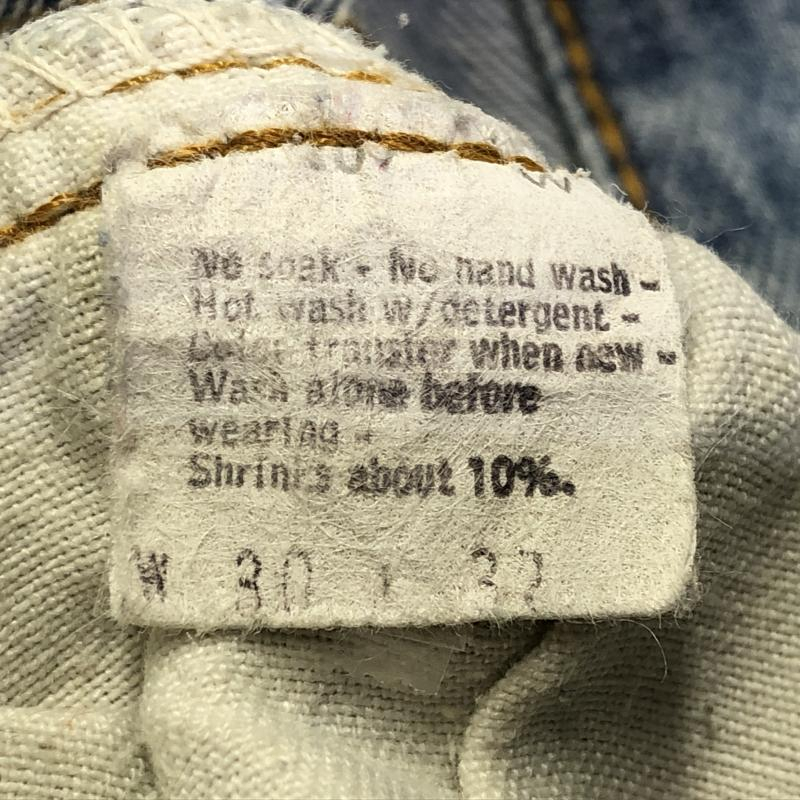 No soak - No hand wash -
Hot wash w/detergent -
Color transfer when new -
Wash alone before
wearing -
Shrinks about 10%.
W 30